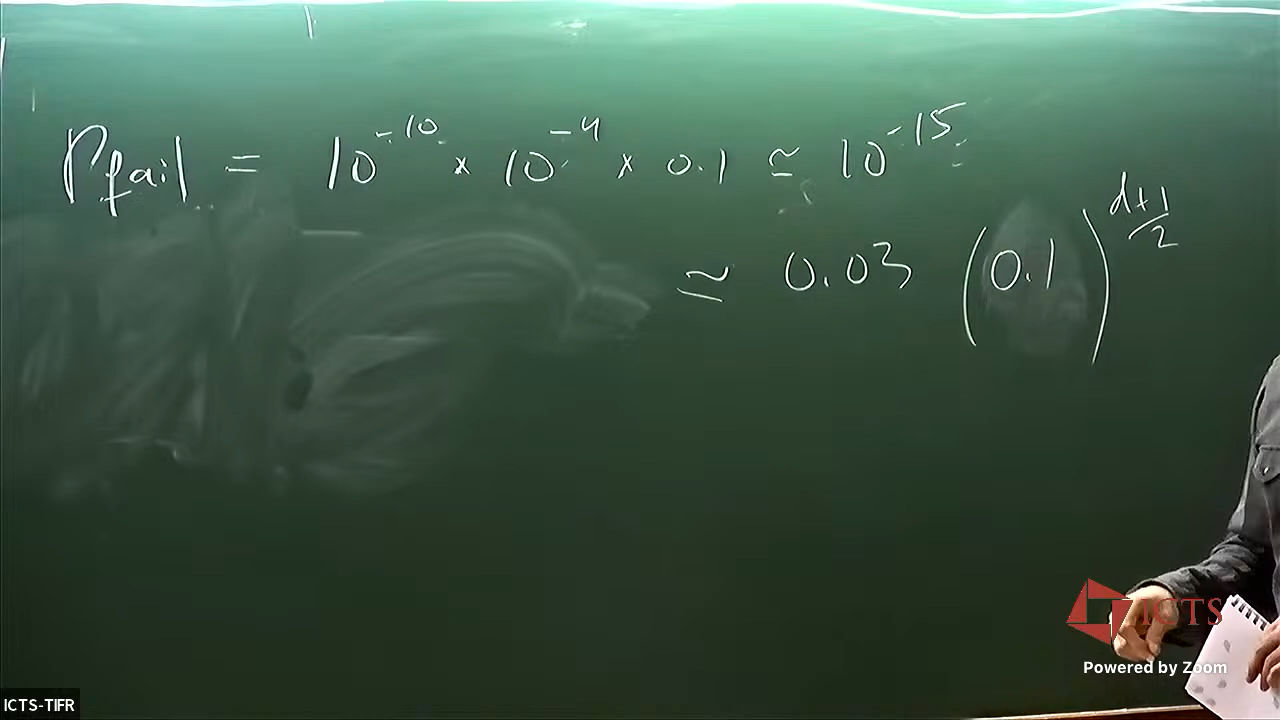 Pfail = 10^-10 × 10^-4 × 0.1 ≃ 10^-15
≃ 0.03 (0.1)^(d+1/2)
ICTS
Powered by Zoom
ICTS-TIFR